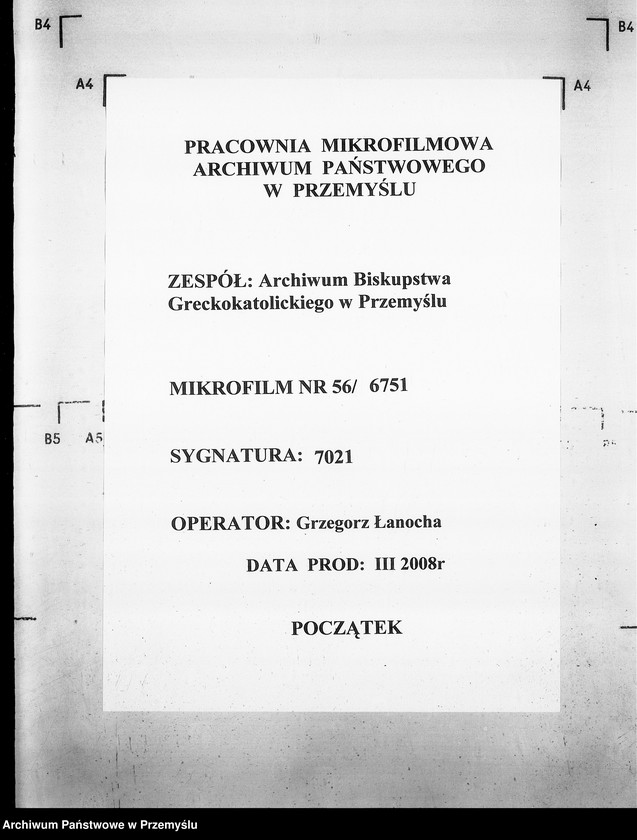 B4
B4
A4
A4
PRACOWNIA MIKROFILMOWA
ARCHIWUM PAŃSTWOWEGO
W PRZEMYŚLU
ZESPÓŁ: Archiwum Biskupstwa
Greckokatolickiego w Przemyślu
MIKROFILM NR 56/ 6751
B5 A5
SYGNATURA: 7021
OPERATOR: Grzegorz Łanocha
DATA PROD: III 2008r
POCZĄTEK
Archiwum Państwowe w Przemyślu